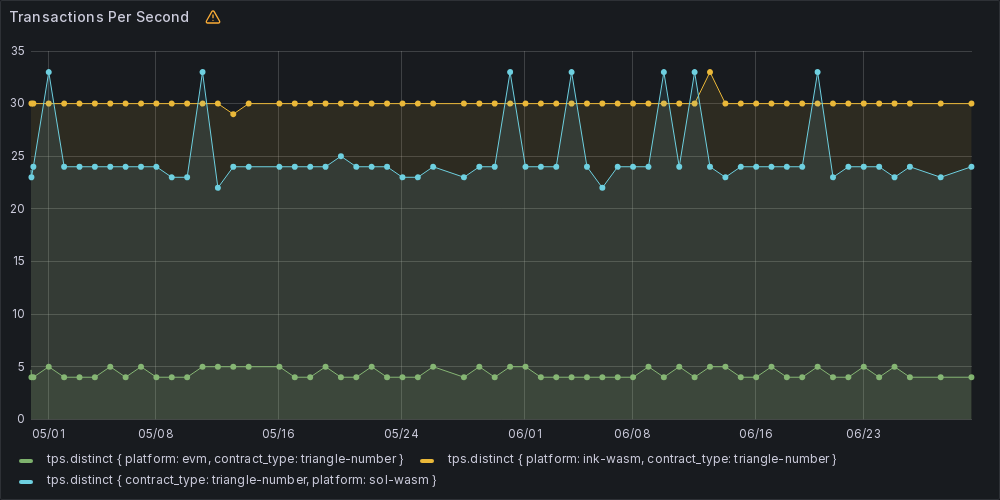 Transactions Per Second
35
30
25
20
15
10
5
0
05/01 05/08 05/16 05/24 06/01 06/08 06/16 06/23
tps.distinct { platform: evm, contract_type: triangle-number } tps.distinct { platform: ink-wasm, contract_type: triangle-number }
tps.distinct { contract_type: triangle-number, platform: sol-wasm }